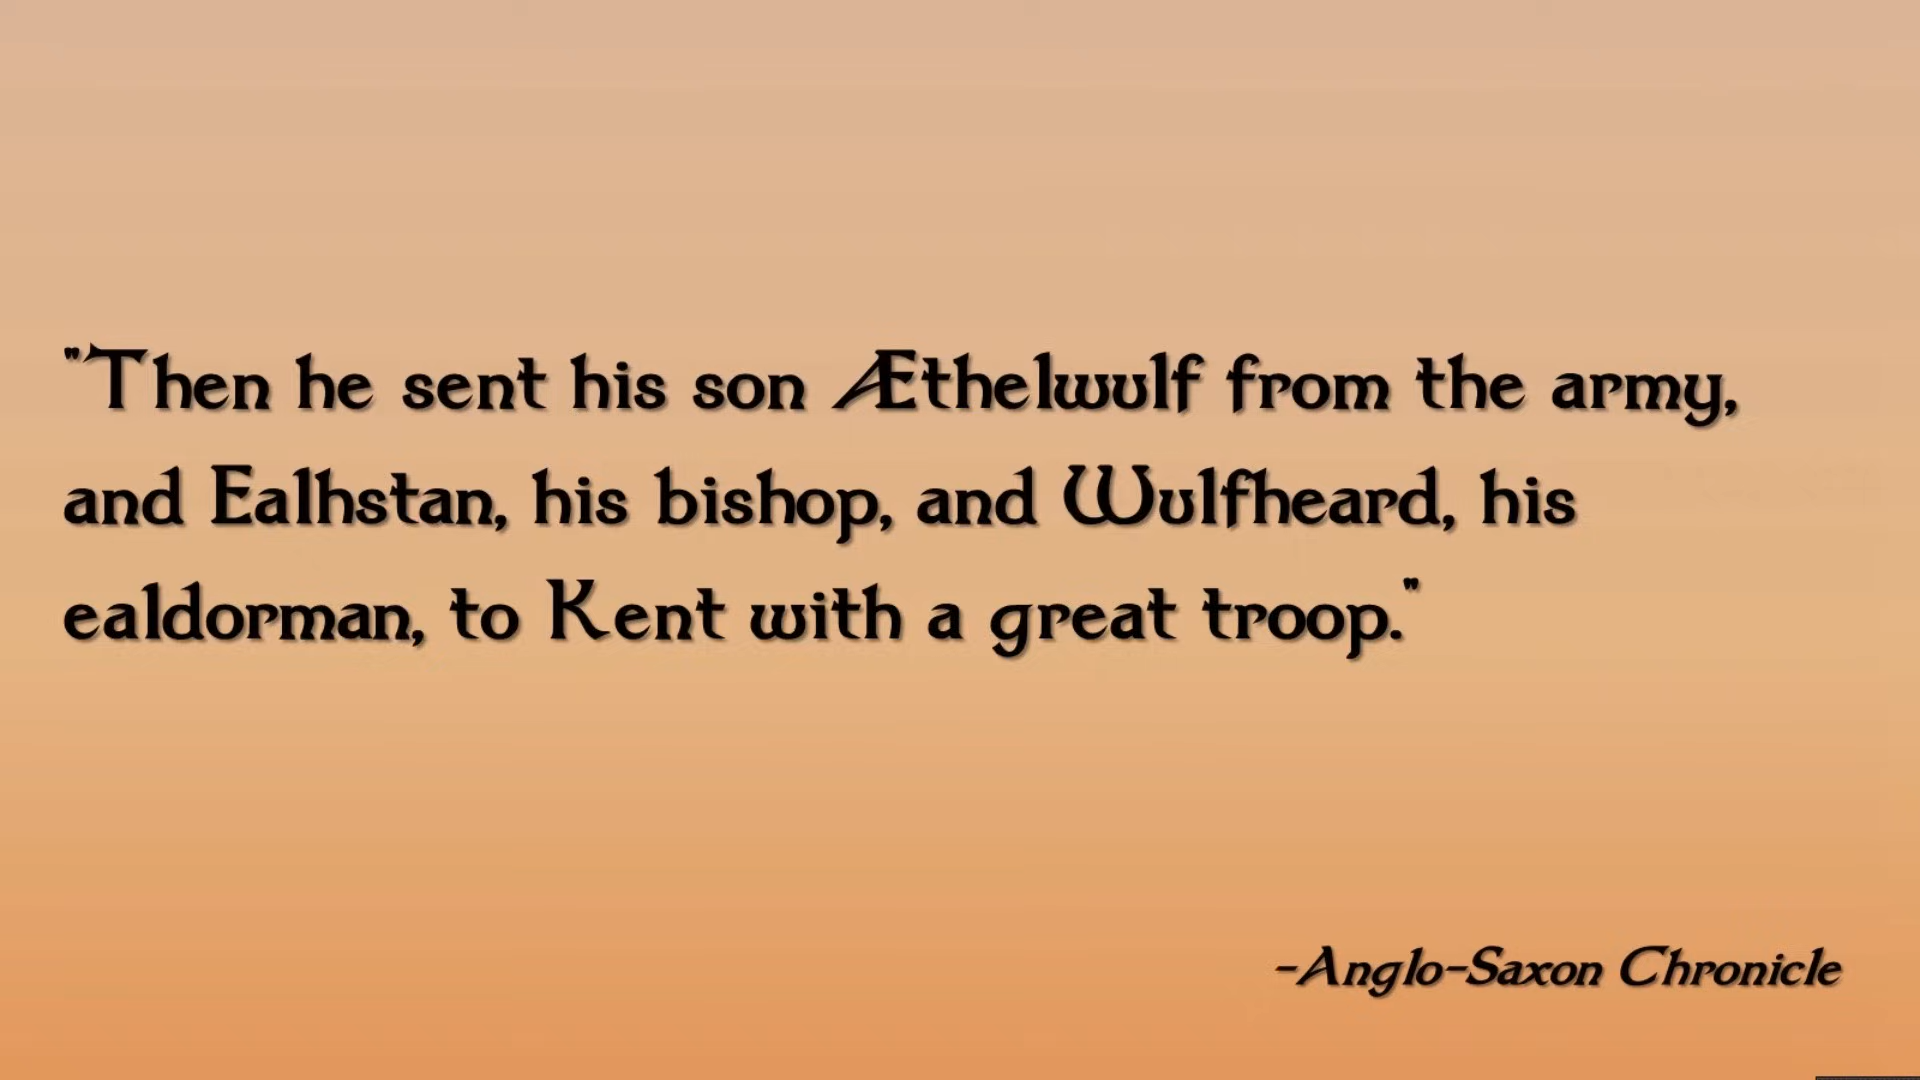 "Then he sent his son Æthelwulf from the army,
and Ealhstan, his bishop, and Wulfheard, his
ealdorman, to Kent with a great troop."
-Anglo-Saxon Chronicle